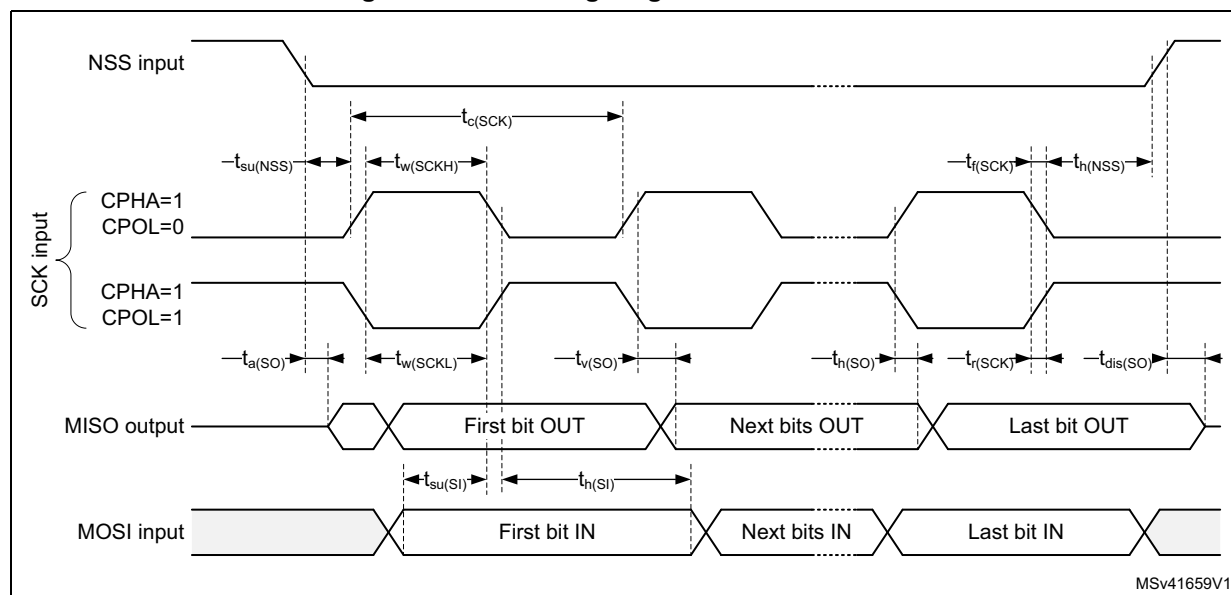 NSS input
tc(SCK)
tsu(NSS) tw(SCKH) tf(SCK) th(NSS)
SCK input
CPHA=1
CPOL=0
CPHA=1
CPOL=1
ta(SO) tw(SCKL) tv(SO) th(SO) tr(SCK) tdis(SO)
MISO output First bit OUT Next bits OUT Last bit OUT
tsu(SI) th(SI)
MOSI input First bit IN Next bits IN Last bit IN
MSv41659V1